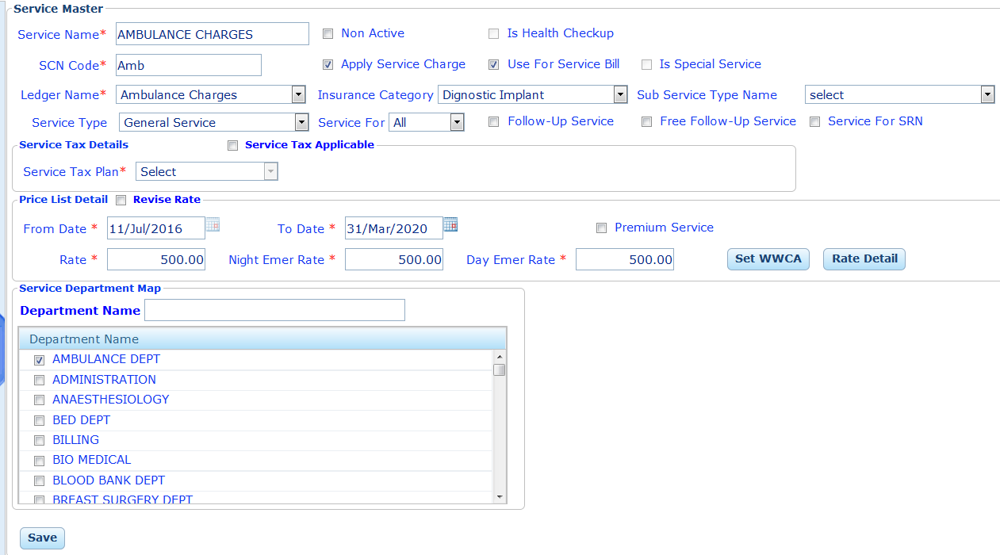 Service Master
Service Name* AMBULANCE CHARGES Non Active Is Health Checkup
SCN Code* Amb Apply Service Charge Use For Service Bill Is Special Service
Ledger Name* Ambulance Charges Insurance Category Dignostic Implant Sub Service Type Name select
Service Type General Service Service For All Follow-Up Service Free Follow-Up Service Service For SRN
Service Tax Details Service Tax Applicable
Service Tax Plan* Select
Price List Detail Revise Rate
From Date * 11/Jul/2016 To Date * 31/Mar/2020 Premium Service
Rate * 500.00 Night Emer Rate * 500.00 Day Emer Rate * 500.00 Set WWCA Rate Detail
Service Department Map
Department Name
Department Name
AMBULANCE DEPT
ADMINISTRATION
ANAESTHESIOLOGY
BED DEPT
BILLING
BIO MEDICAL
BLOOD BANK DEPT
BREAST SURGERY DEPT
Save